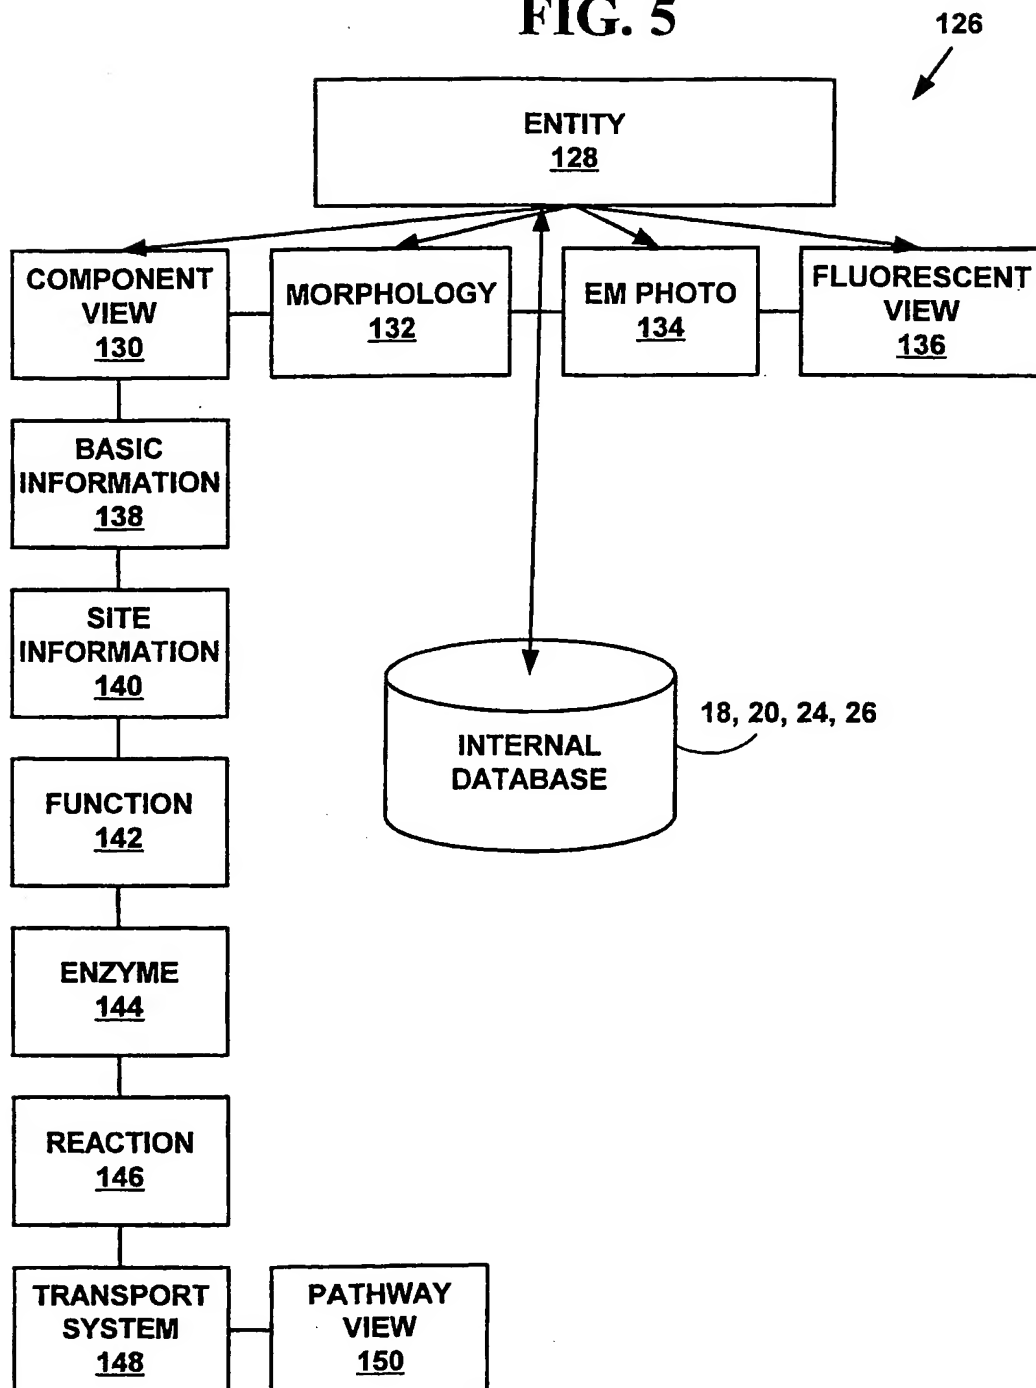 FIG. 5
126
ENTITY
128
COMPONENT
VIEW
130
MORPHOLOGY
132
EM PHOTO
134
FLUORESCENT
VIEW
136
BASIC
INFORMATION
138
SITE
INFORMATION
140
INTERNAL
DATABASE
18, 20, 24, 26
FUNCTION
142
ENZYME
144
REACTION
146
TRANSPORT
SYSTEM
148
PATHWAY
VIEW
150